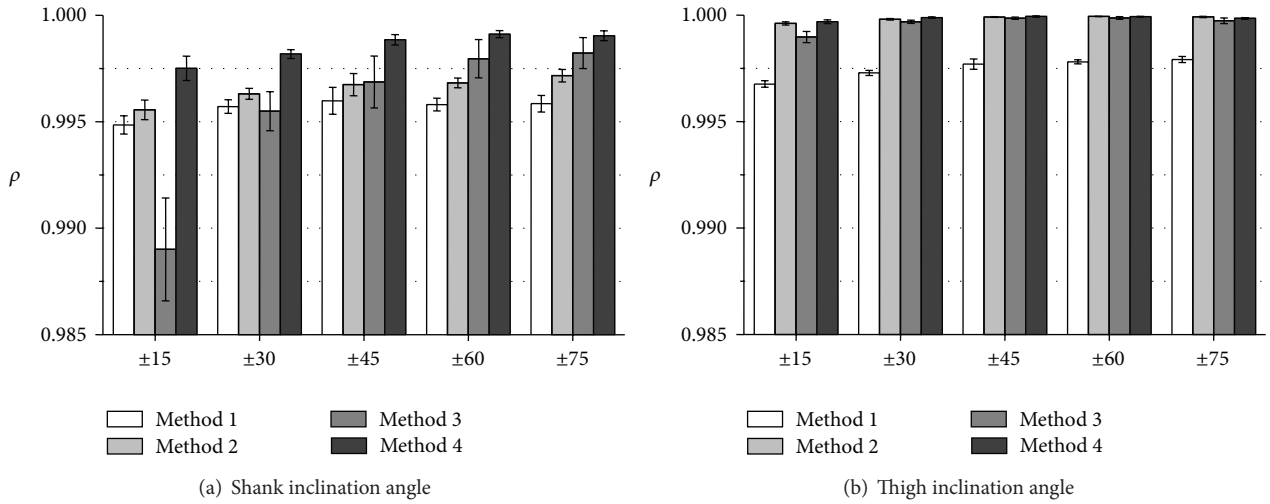 1.000
0.995
ρ
0.990
0.985
±15 ±30 ±45 ±60 ±75
Method 1 Method 3
Method 2 Method 4
(a) Shank inclination angle
1.000
0.995
ρ
0.990
0.985
±15 ±30 ±45 ±60 ±75
Method 1 Method 3
Method 2 Method 4
(b) Thigh inclination angle